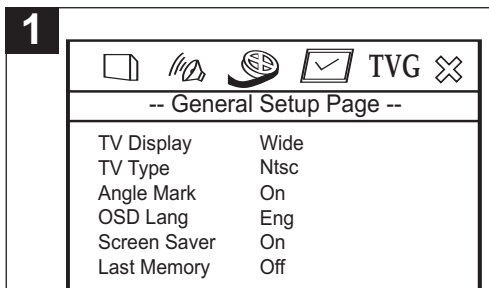 1
TVG
-- General Setup Page --
TV Display Wide
TV Type Ntsc
Angle Mark On
OSD Lang Eng
Screen Saver On
Last Memory Off